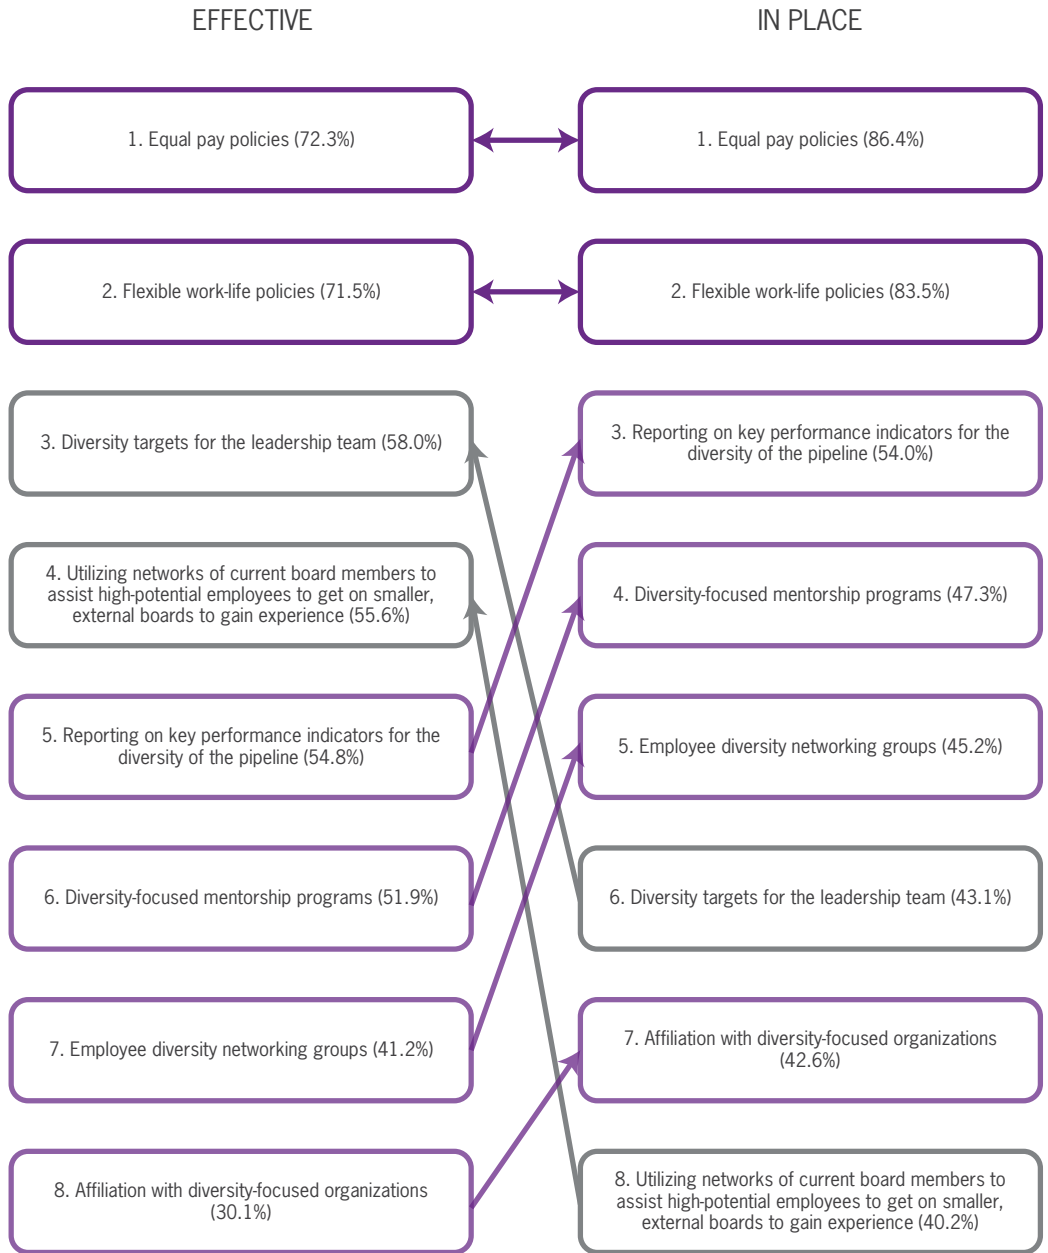 EFFECTIVE
IN PLACE
1. Equal pay policies (72.3%)
1. Equal pay policies (86.4%)
2. Flexible work-life policies (71.5%)
2. Flexible work-life policies (83.5%)
3. Diversity targets for the leadership team (58.0%)
3. Reporting on key performance indicators for the
diversity of the pipeline (54.0%)
4. Utilizing networks of current board members to
assist high-potential employees to get on smaller,
external boards to gain experience (55.6%)
4. Diversity-focused mentorship programs (47.3%)
5. Reporting on key performance indicators for the
diversity of the pipeline (54.8%)
5. Employee diversity networking groups (45.2%)
6. Diversity-focused mentorship programs (51.9%)
6. Diversity targets for the leadership team (43.1%)
7. Employee diversity networking groups (41.2%)
7. Affiliation with diversity-focused organizations
(42.6%)
8. Affiliation with diversity-focused organizations
(30.1%)
8. Utilizing networks of current board members to
assist high-potential employees to get on smaller,
external boards to gain experience (40.2%)